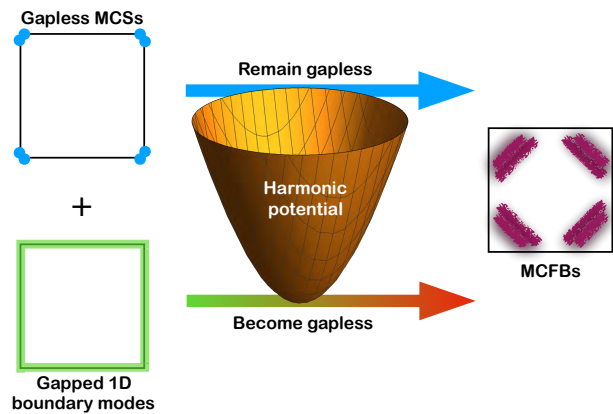 Gapless MCSs
Remain gapless
Harmonic
potential
+
MCFBs
Become gapless
Gapped 1D
boundary modes